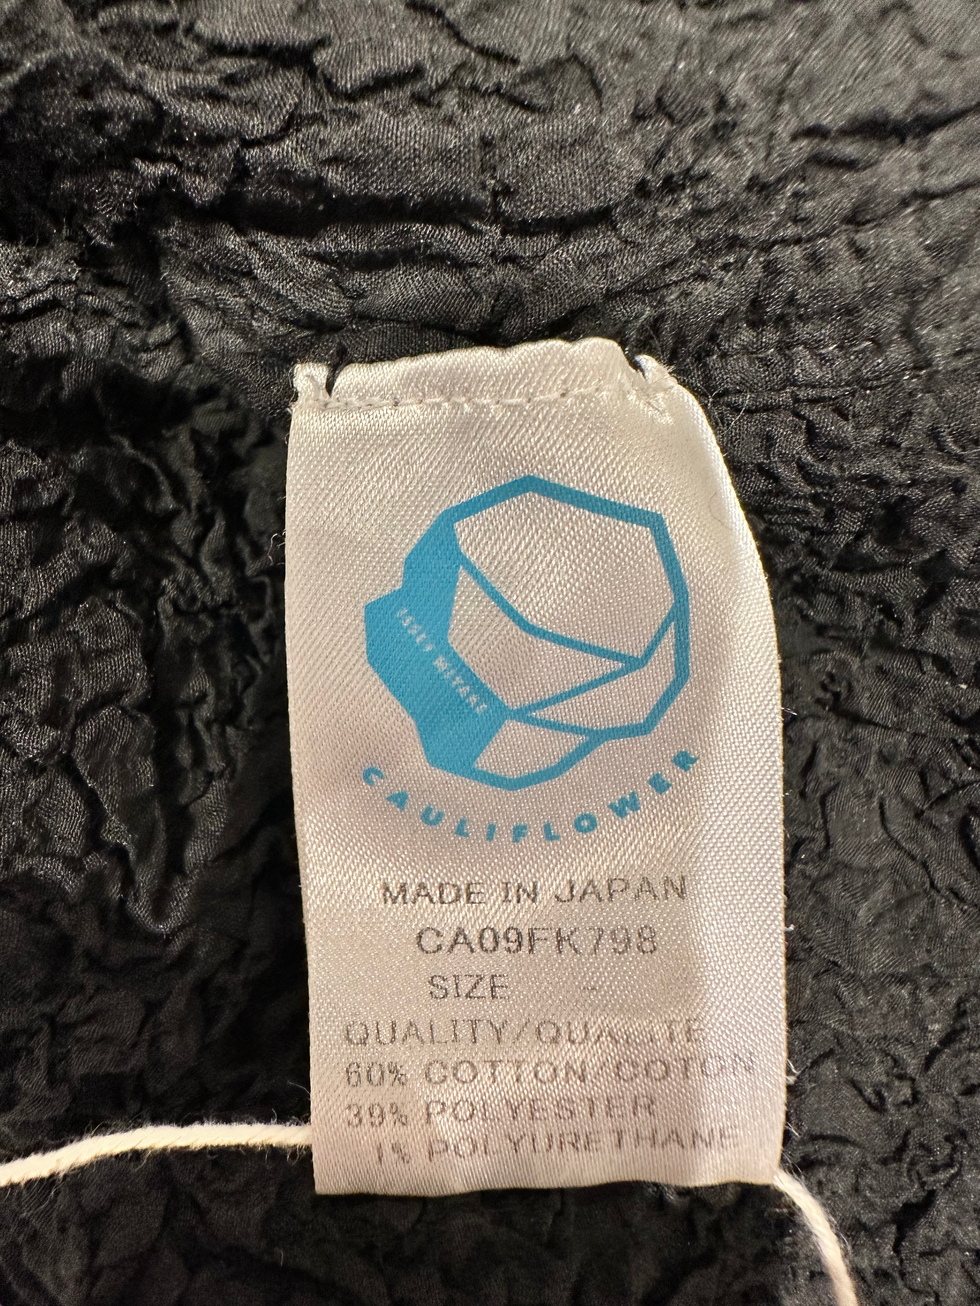 ISSEY MIYAKE
CAULIFLOWER
MADE IN JAPAN
CA09FK798
SIZE -
QUALITY/QUALITE
60% COTTON/COTON
39% POLYESTER
1% POLYURETHANE